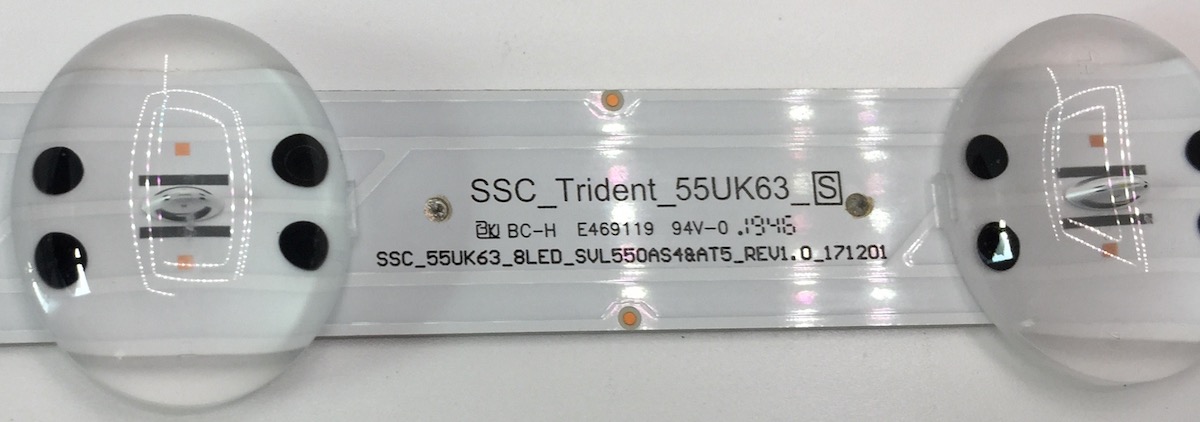 SSC_Trident_55UK63_S
BC-H E469119 94V-0 .1946
SSC_55UK63_8LED_SVL550AS4&AT5_REV1.0_171201